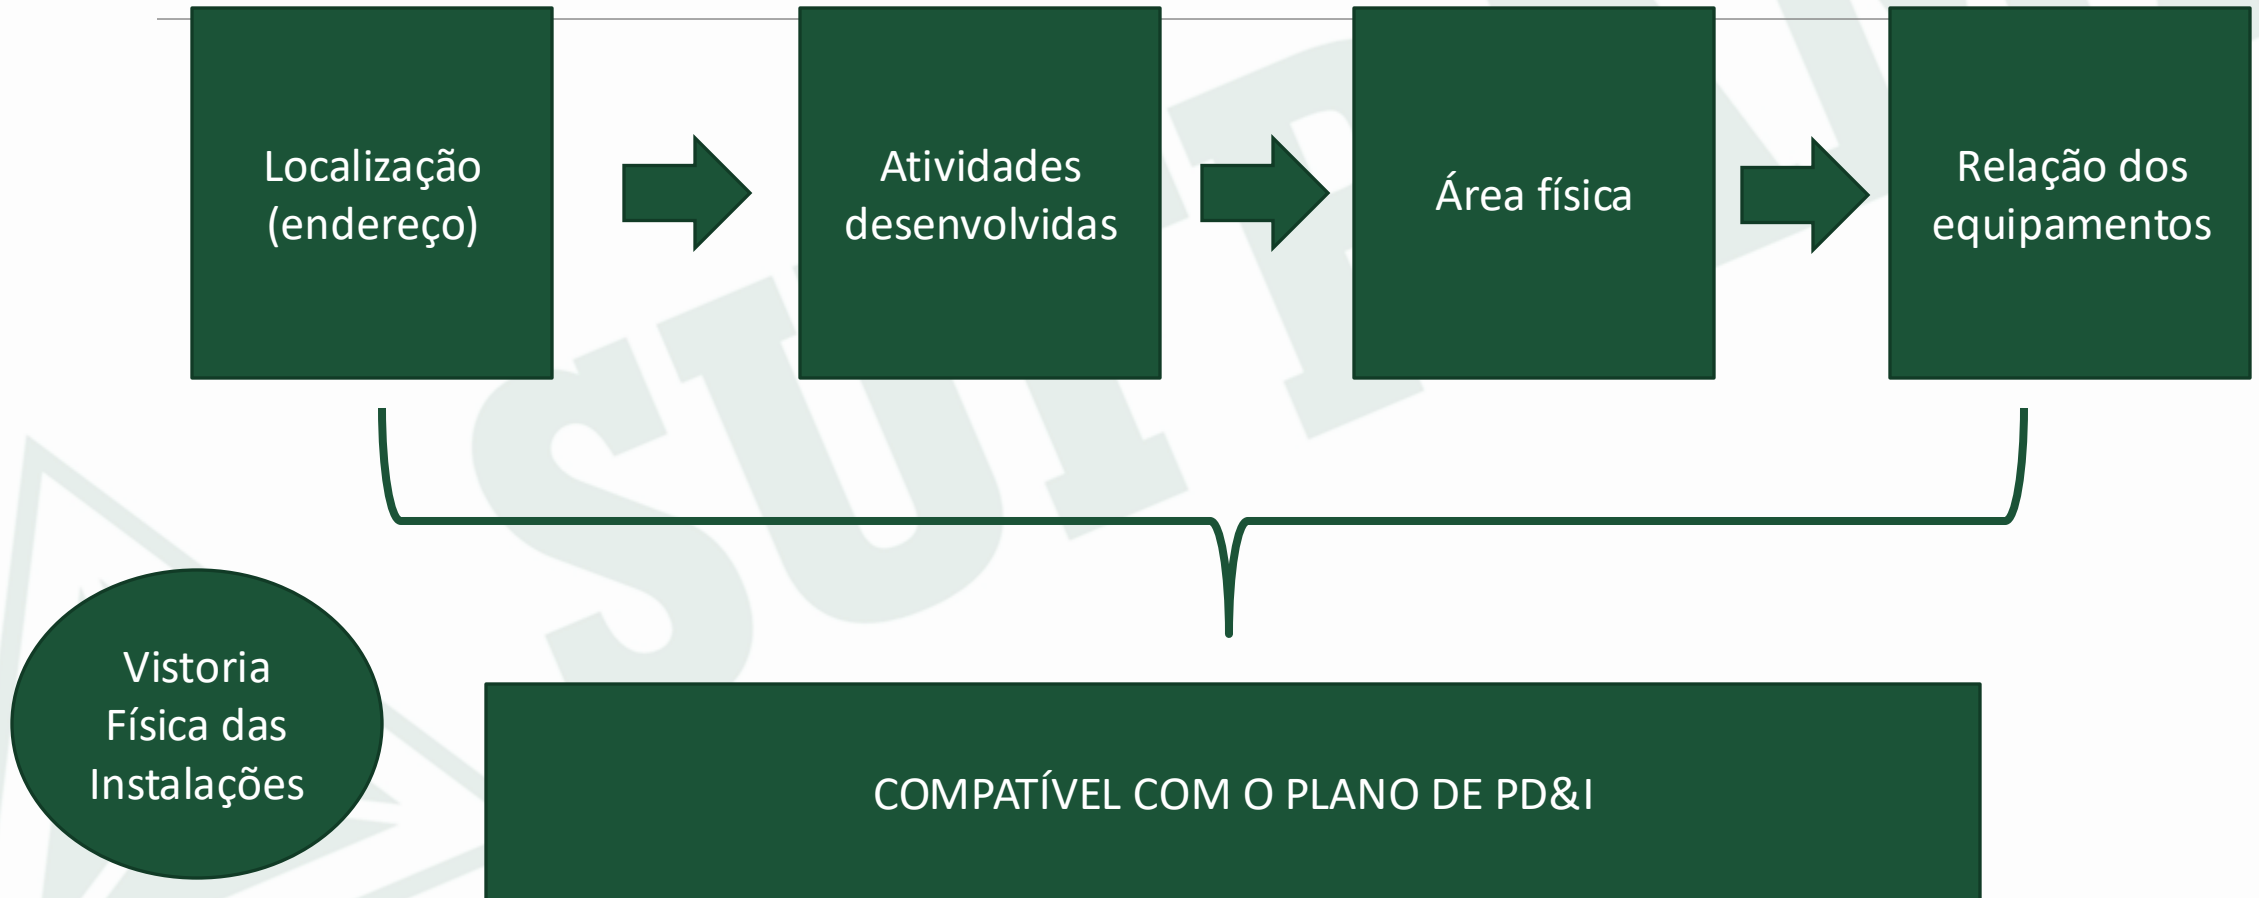 Localização
(endereço)
Atividades
desenvolvidas
Área física
Relação dos
equipamentos
Vistoria
Física das
Instalações
COMPATÍVEL COM O PLANO DE PD&I